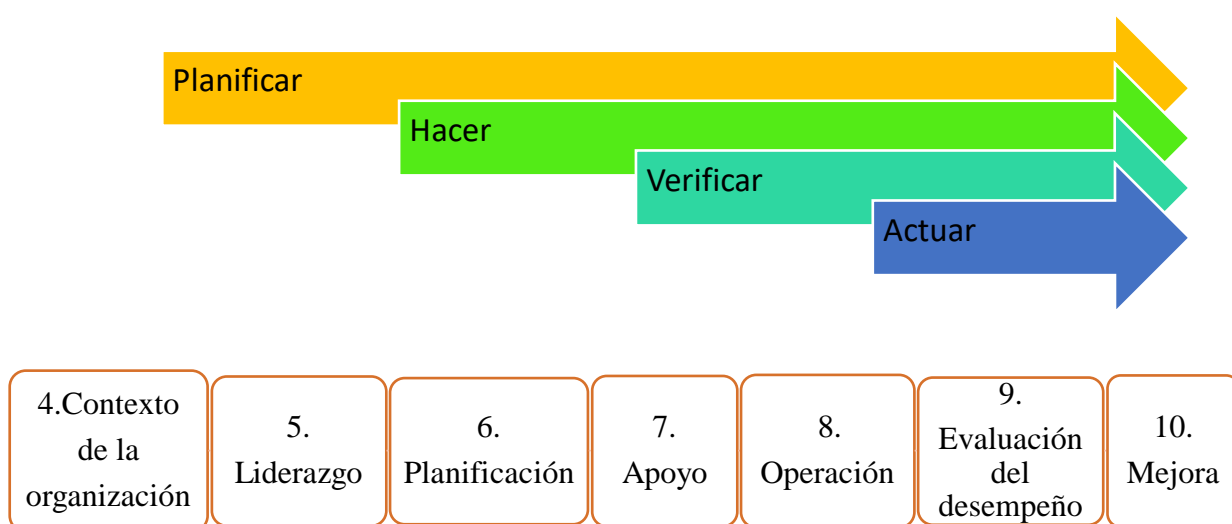 Planificar
Hacer
Verificar
Actuar
4.Contexto
de la
organización
5.
Liderazgo
6.
Planificación
7.
Apoyo
8.
Operación
9.
Evaluación
del
desempeño
10.
Mejora